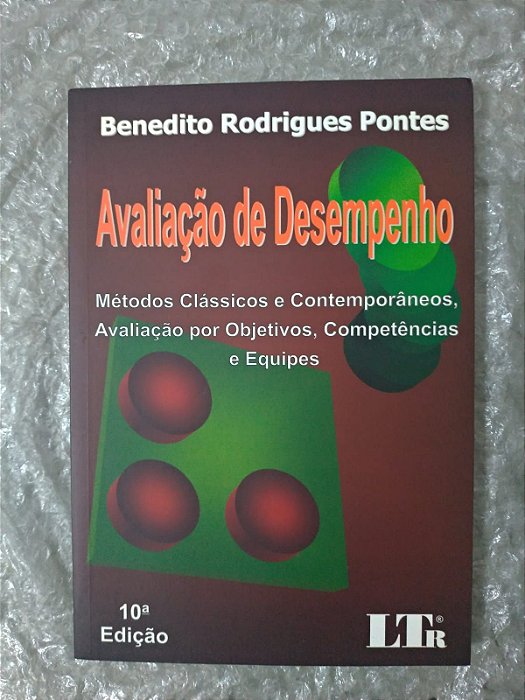 Benedito Rodrigues Pontes
Avaliação de Desempenho
Métodos Clássicos e Contemporâneos,
Avaliação por Objetivos, Competências
e Equipes
10ª
Edição
LTR®